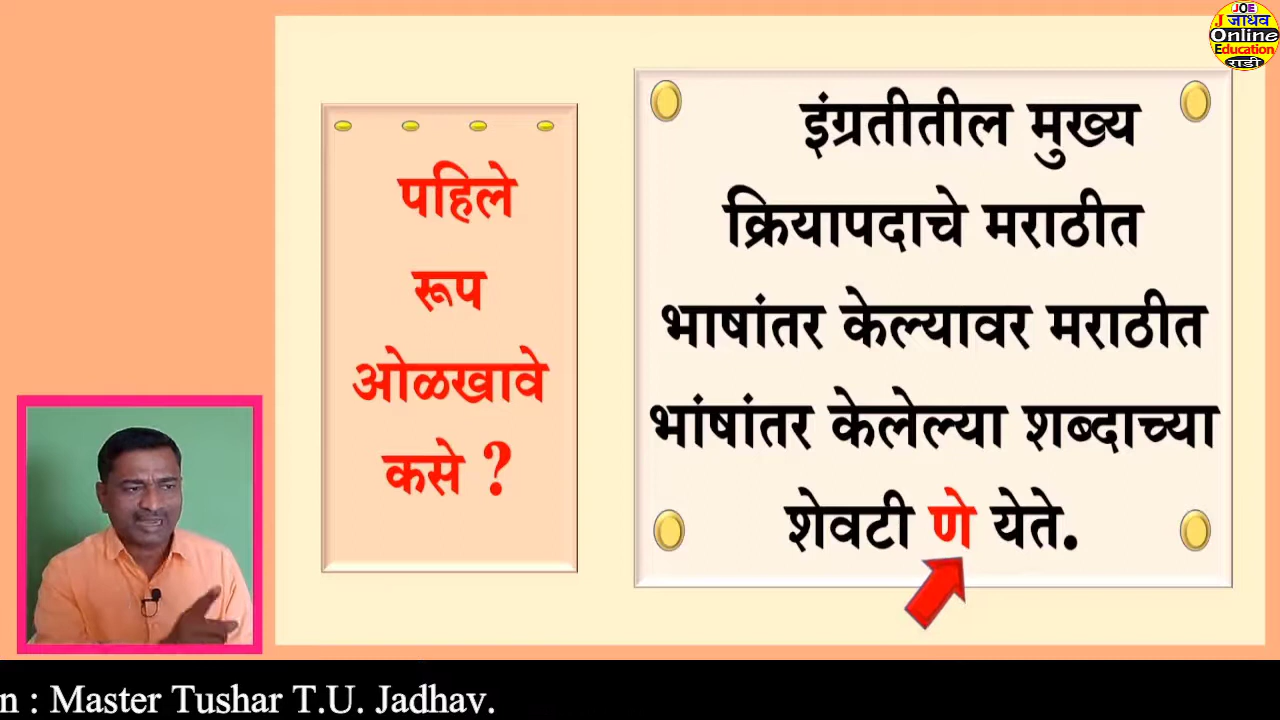 पहिले
रूप
ओळखावे
कसे ?
इंग्रतीतील मुख्य
क्रियापदाचे मराठीत
भाषांतर केल्यावर मराठीत
भांषांतर केलेल्या शब्दाच्या
शेवटी णे येते.
JOE
J जाधव
Online
Education
राडी
n : Master Tushar T.U. Jadhav.